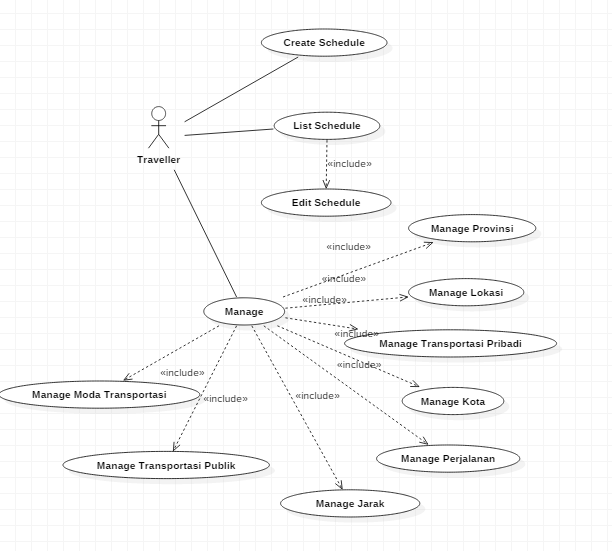 Create Schedule
List Schedule
Traveller
«include»
Edit Schedule
Manage Provinsi
«include»
«include»
Manage Lokasi
«include»
Manage
«include»
Manage Transportasi Pribadi
«include»
«include»
Manage Moda Transportasi
«include»
«include»
Manage Kota
Manage Perjalanan
Manage Transportasi Publik
Manage Jarak